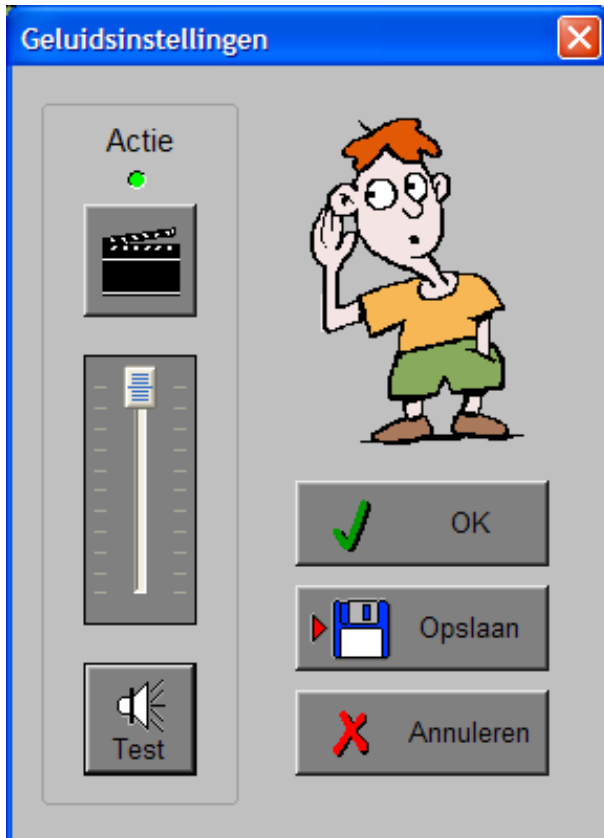 Geluidsinstellingen
Actie
Test
OK
Opslaan
Annuleren